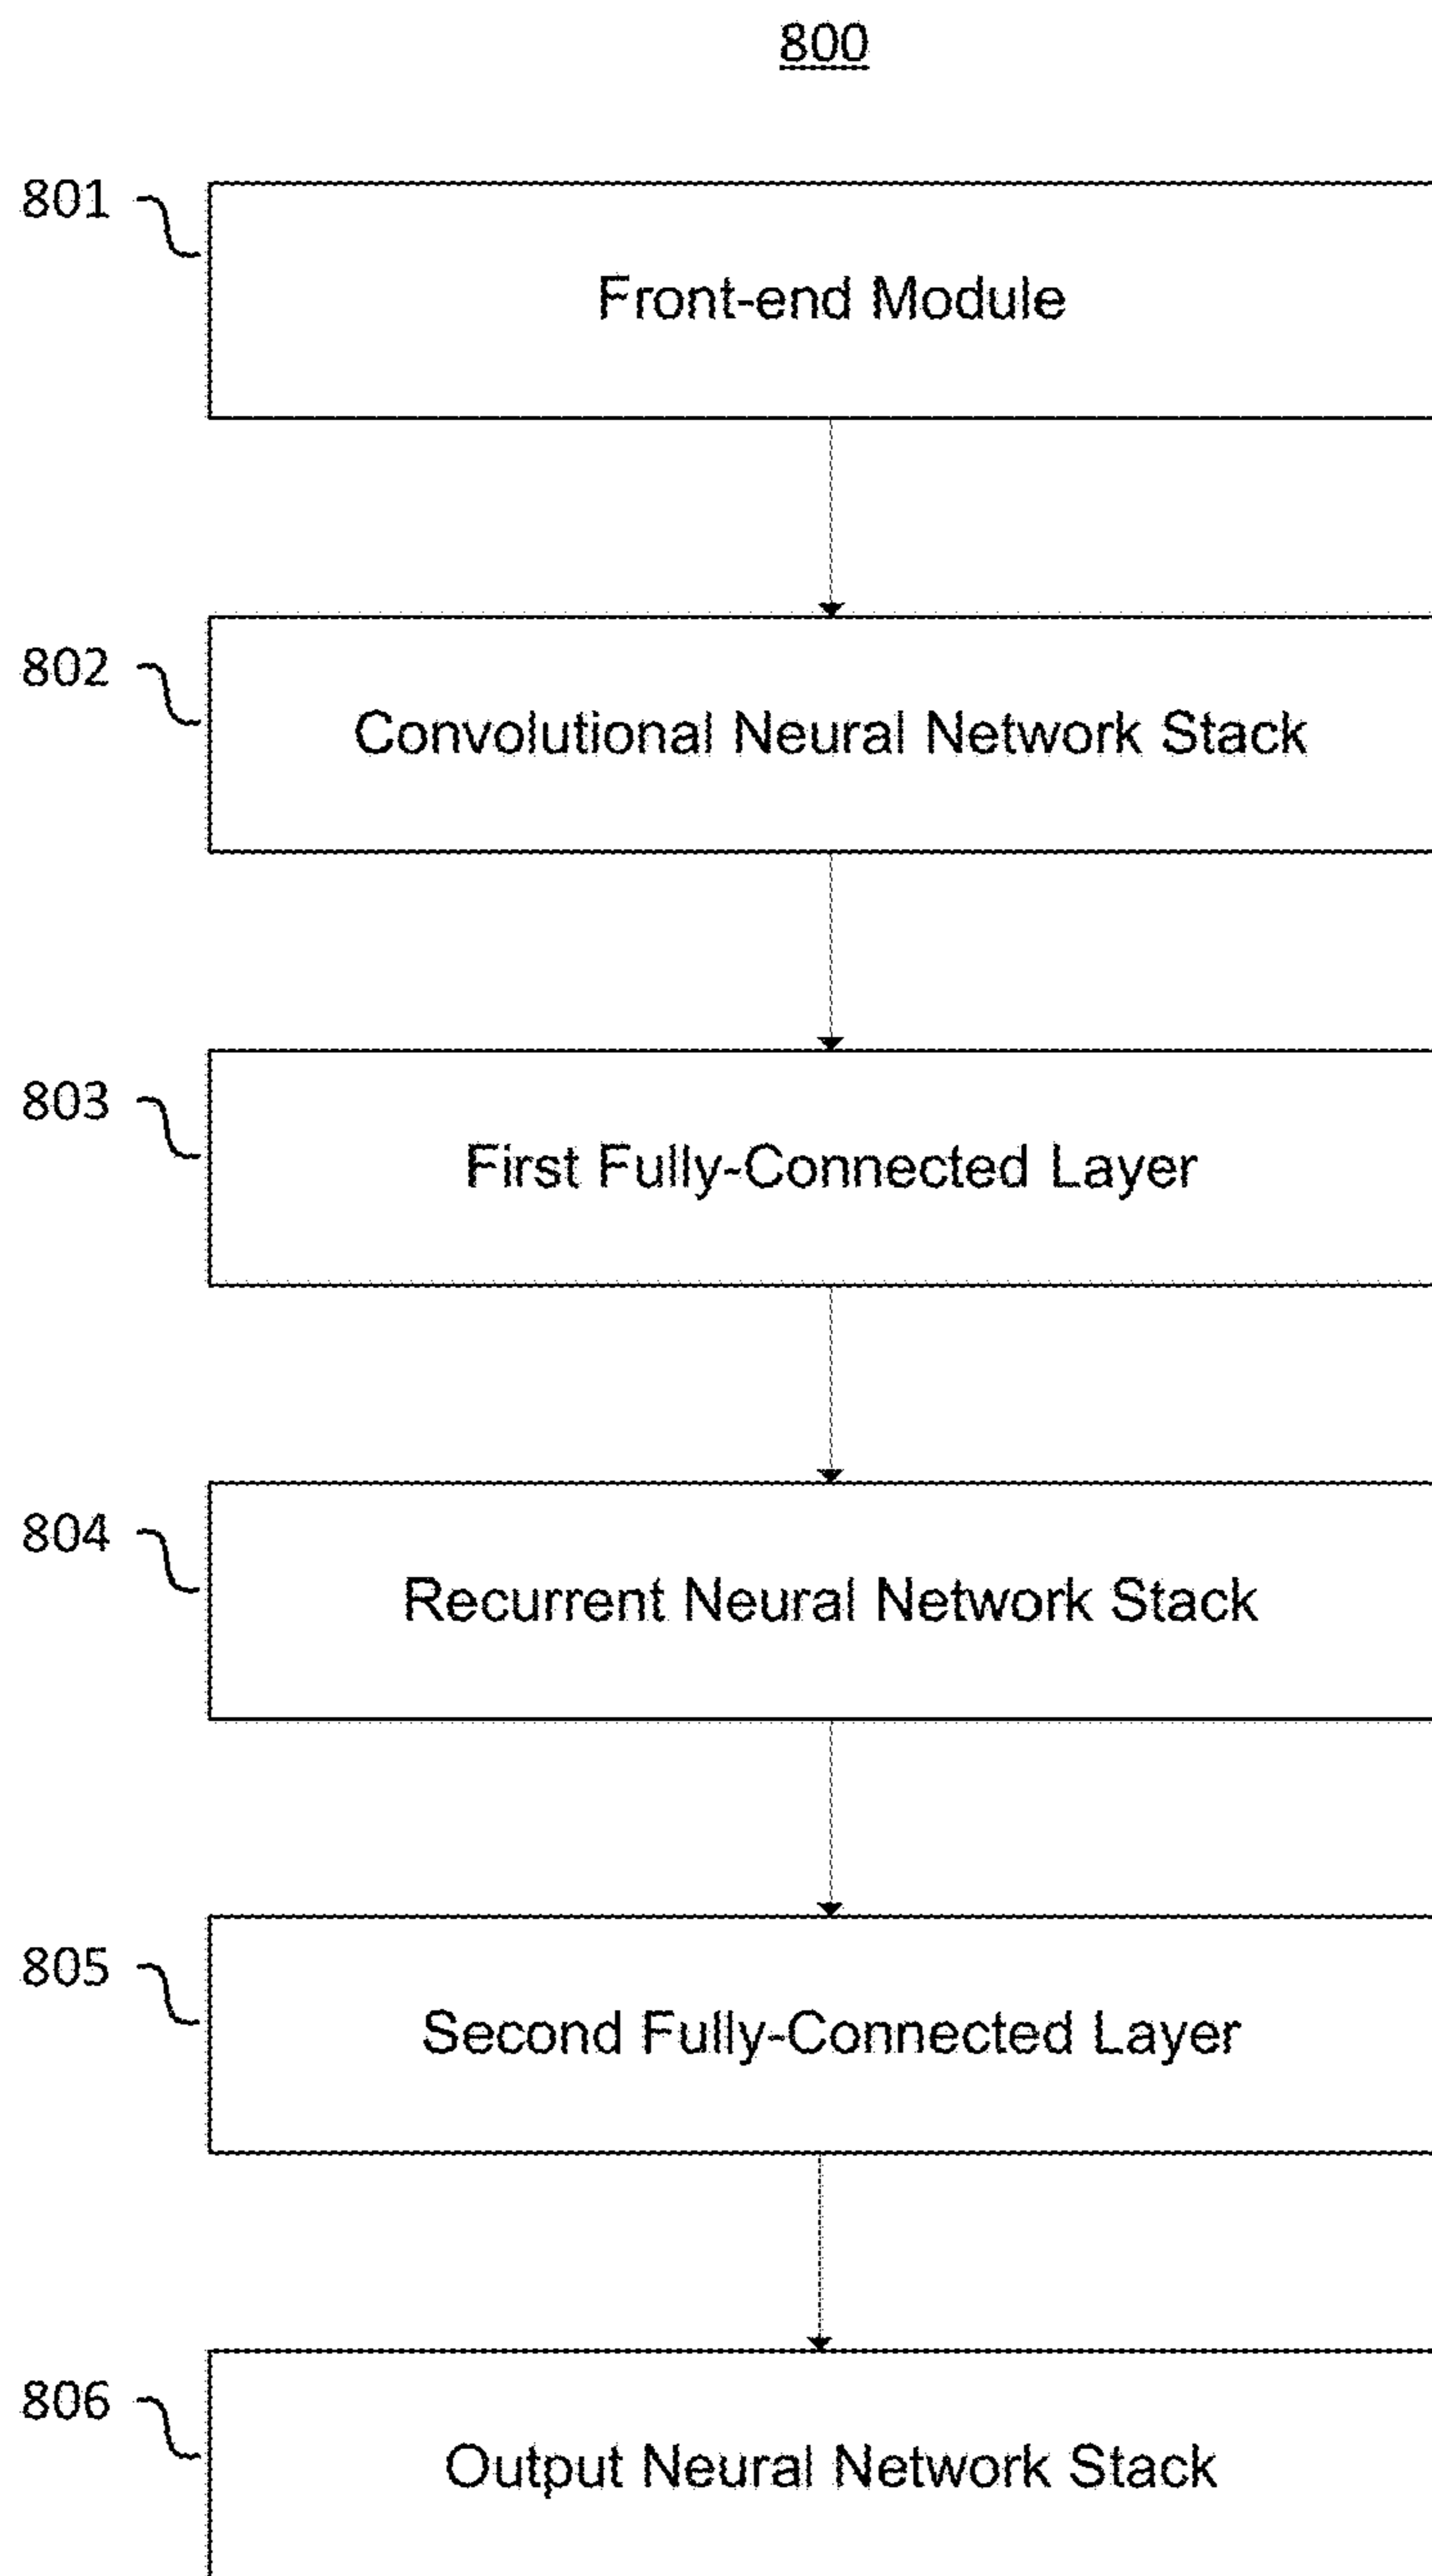 800
801
Front-end Module
802
Convolutional Neural Network Stack
803
First Fully-Connected Layer
804
Recurrent Neural Network Stack
805
Second Fully-Connected Layer
806
Output Neural Network Stack